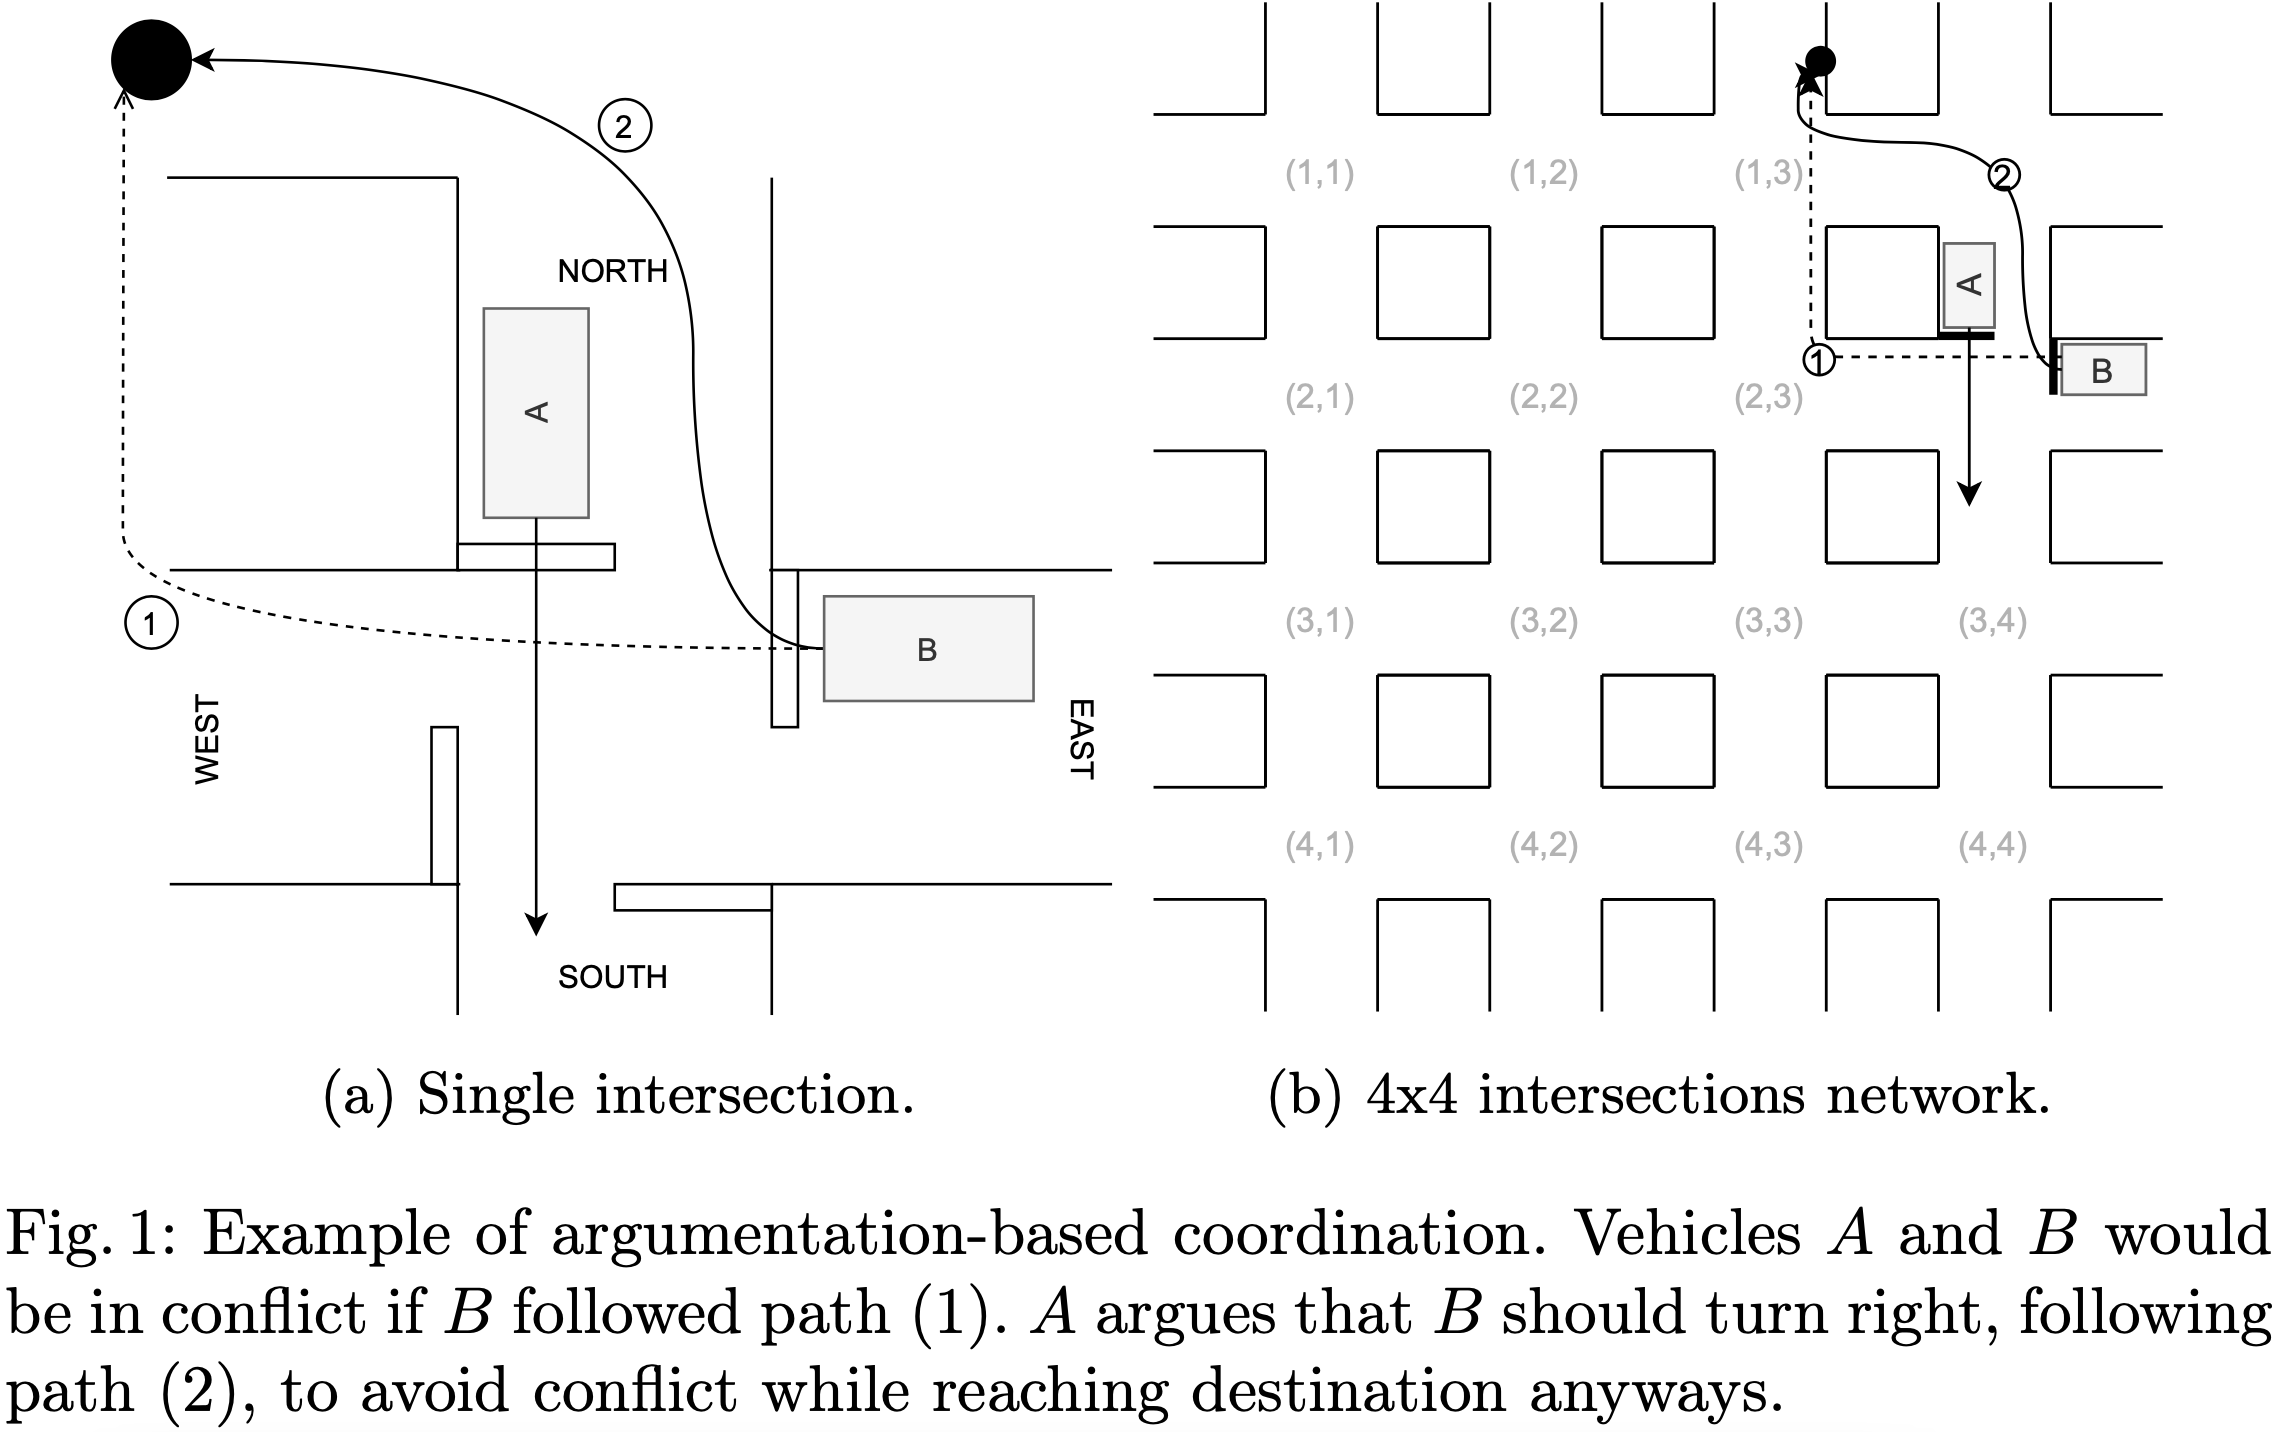 2
NORTH
A
B
1
WEST
EAST
SOUTH
(a) Single intersection.
(1,1) (1,2) (1,3)
2
A
1
B
(2,1) (2,2) (2,3)
(3,1) (3,2) (3,3) (3,4)
(4,1) (4,2) (4,3) (4,4)
(b) 4x4 intersections network.
Fig. 1: Example of argumentation-based coordination. Vehicles A and B would
be in conflict if B followed path (1). A argues that B should turn right, following
path (2), to avoid conflict while reaching destination anyways.